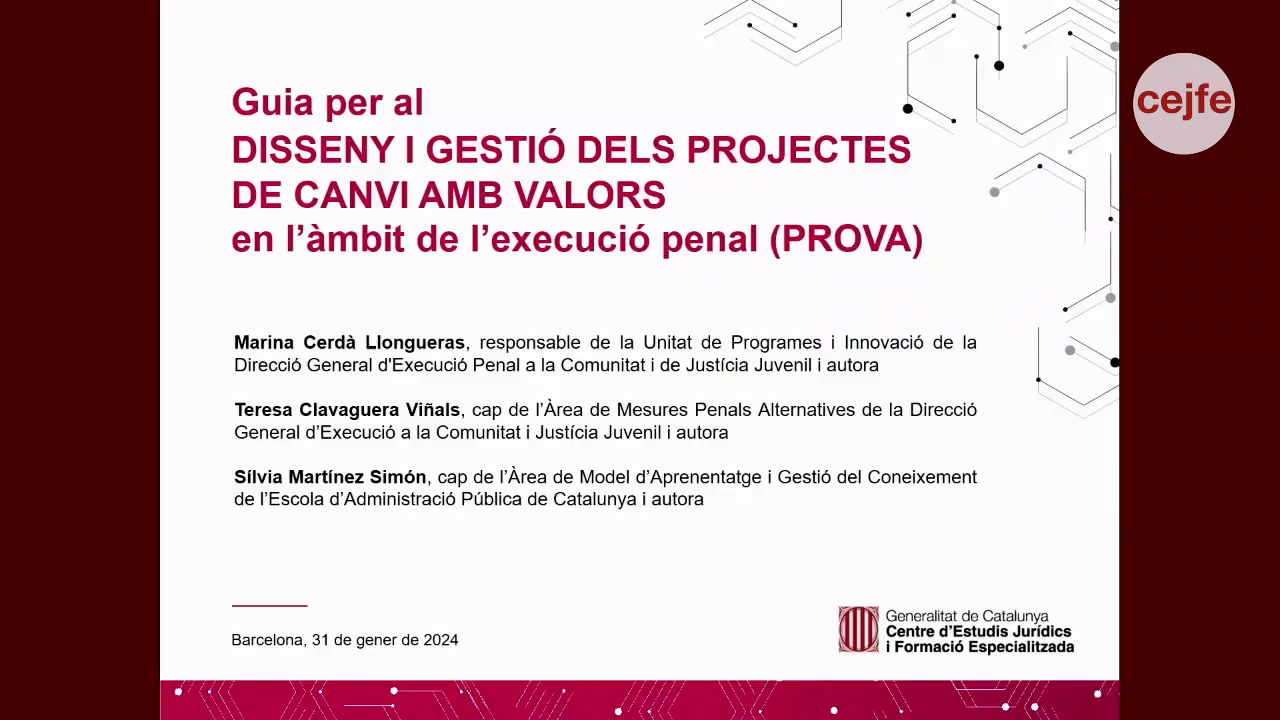 Guia per al
DISSENY I GESTIÓ DELS PROJECTES
DE CANVI AMB VALORS
en l’àmbit de l’execució penal (PROVA)
cejfe
Marina Cerdà Llongueras, responsable de la Unitat de Programes i Innovació de la
Direcció General d'Execució Penal a la Comunitat i de Justícia Juvenil i autora
Teresa Clavaguera Viñals, cap de l’Àrea de Mesures Penals Alternatives de la Direcció
General d’Execució a la Comunitat i Justícia Juvenil i autora
Sílvia Martínez Simón, cap de l’Àrea de Model d’Aprenentatge i Gestió del Coneixement
de l’Escola d’Administració Pública de Catalunya i autora
Barcelona, 31 de gener de 2024
Generalitat de Catalunya
Centre d’Estudis Jurídics
i Formació Especialitzada